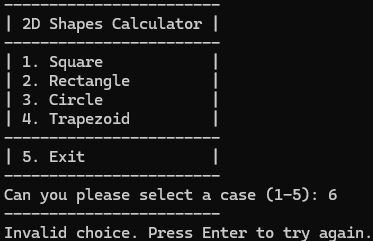 ------------------------
| 2D Shapes Calculator |
------------------------
| 1. Square            |
| 2. Rectangle         |
| 3. Circle            |
| 4. Trapezoid         |
------------------------
| 5. Exit              |
------------------------
Can you please select a case (1-5): 6
------------------------
Invalid choice. Press Enter to try again.